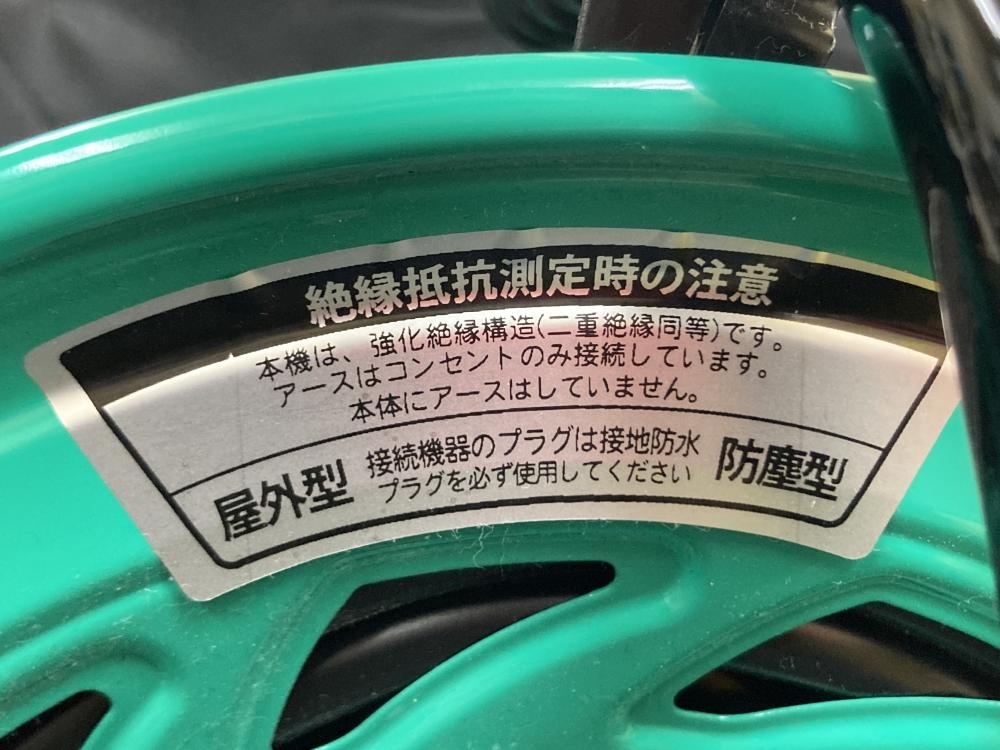 絶縁抵抗測定時の注意
本機は、強化絶縁構造(二重絶縁同等)です。
アースはコンセントのみ接続しています。
本体にアースはしていません。
屋外型
接続機器のプラグは接地防水
プラグを必ず使用してください
防塵型